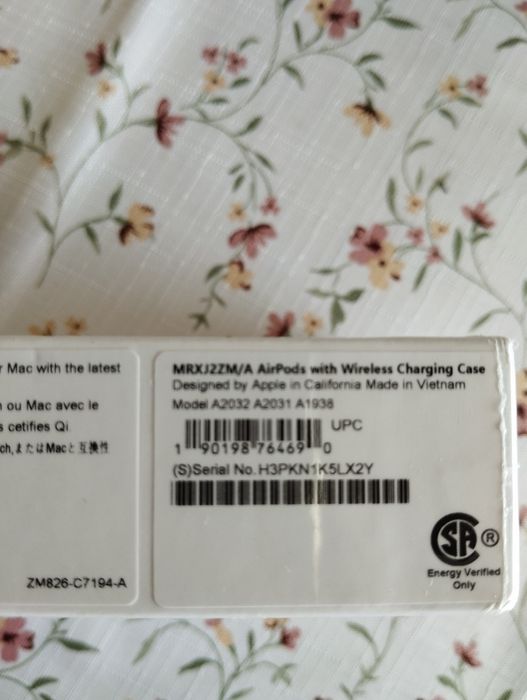 r Mac with the latest
n ou Mac avec le
s cetifies Qi
ch, またはMacと互換性
ZM826-C7194-A
MRXJ2ZM/A AirPods with Wireless Charging Case
Designed by Apple in California Made in Vietnam
Model A2032 A2031 A1938
UPC
1 90198 76469 0
(S)Serial No. H3PKN1K5LX2Y
SA ®
Energy Verified
Only